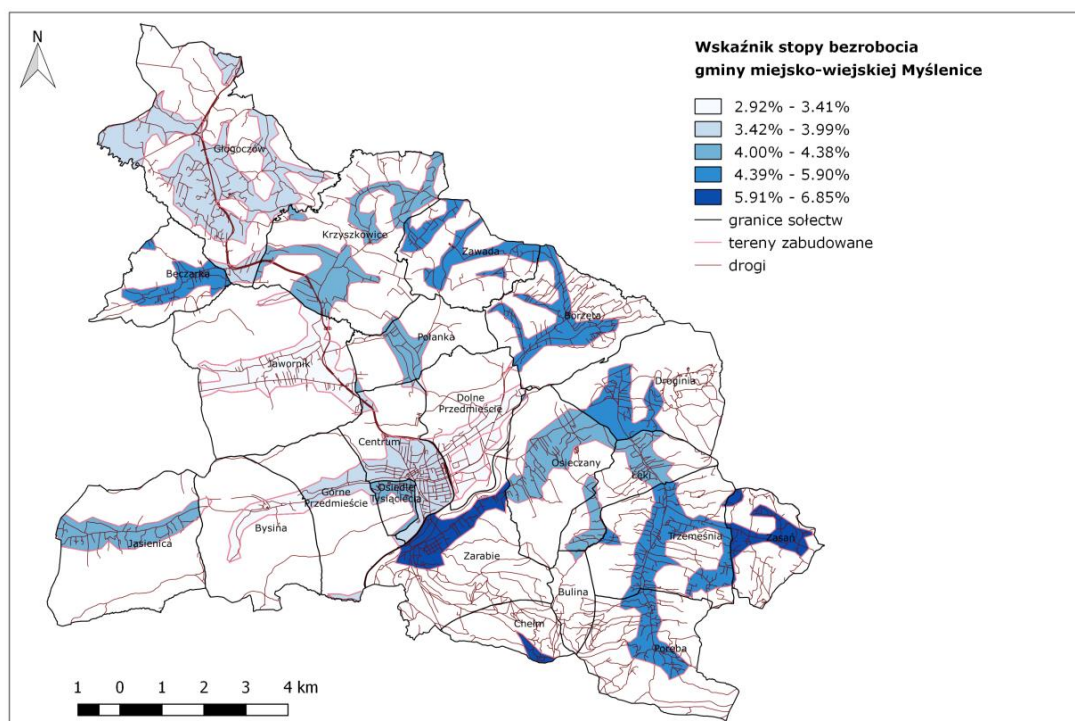 N
Wskaźnik stopy bezrobocia
gminy miejsko-wiejskiej Myślenice
2.92% - 3.41%
3.42% - 3.99%
4.00% - 4.38%
4.39% - 5.90%
5.91% - 6.85%
granice sołectw
tereny zabudowane
drogi
Głogoczów
Krzyszkowice
Zawada
Bęczarka
Borzęta
Polanka
Jawornik
Droginia
Dolne
Przedmieście
Centrum
Osieczany
Łęki
Osiedle
Tysiąclecia
Górne
Przedmieście
Bysina
Jasienica
Trzemeśnia
Zasań
Zarabie
Bulina
Chełm
Poręba
1 0 1 2 3 4 km